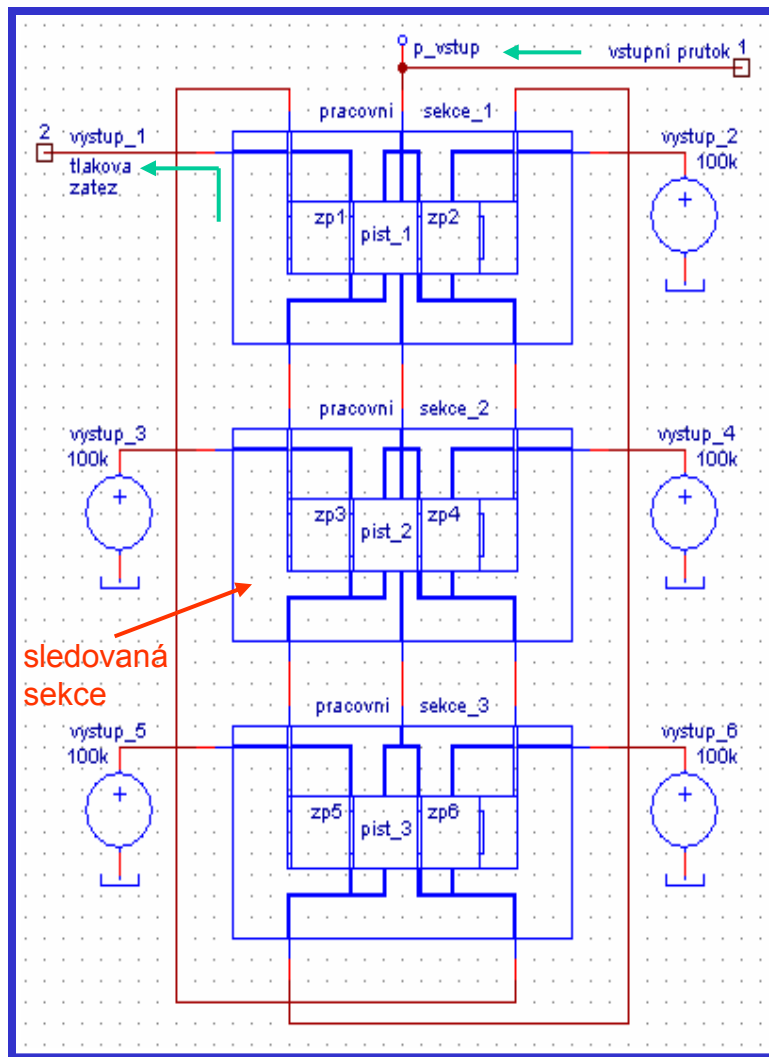 p_vstup
vstupní prutok 1
pracovni sekce_1
2 vystup_1
tlakova
zatez
vystup_2
100k
+
zp1
pist_1
zp2
pracovni sekce_2
vystup_3
100k
+
vystup_4
100k
+
zp3
pist_2
zp4
sledovaná
sekce
pracovni sekce_3
vystup_5
100k
+
vystup_6
100k
+
zp5
pist_3
zp6